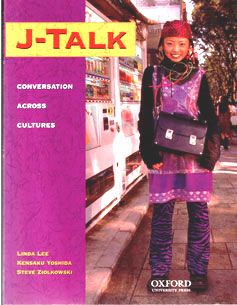 J-TALK
CONVERSATION
ACROSS
CULTURES
LINDA LEE
KENSAKU YOSHIDA
STEVE ZIOLKOWSKI
OXFORD
UNIVERSITY PRESS